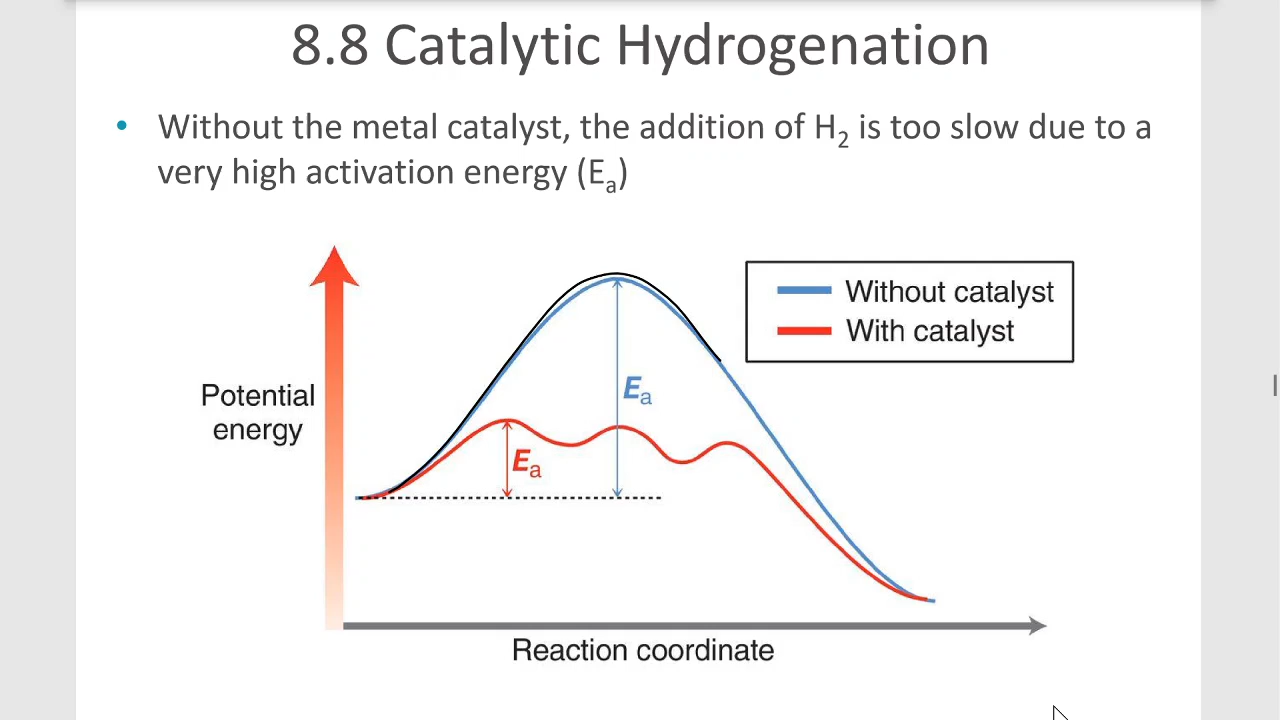 8.8 Catalytic Hydrogenation
• Without the metal catalyst, the addition of H₂ is too slow due to a
very high activation energy (Eₐ)
Without catalyst
With catalyst
Potential
energy
Eₐ
Eₐ
Reaction coordinate